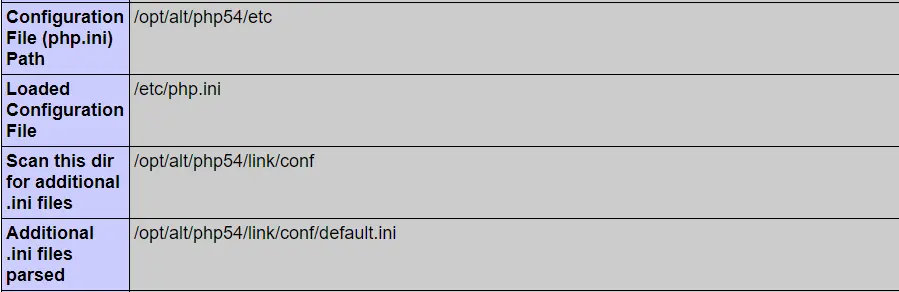 Configuration /opt/alt/php54/etc
File (php.ini)
Path
Loaded /etc/php.ini
Configuration
File
Scan this dir /opt/alt/php54/link/conf
for additional
.ini files
Additional /opt/alt/php54/link/conf/default.ini
.ini files
parsed